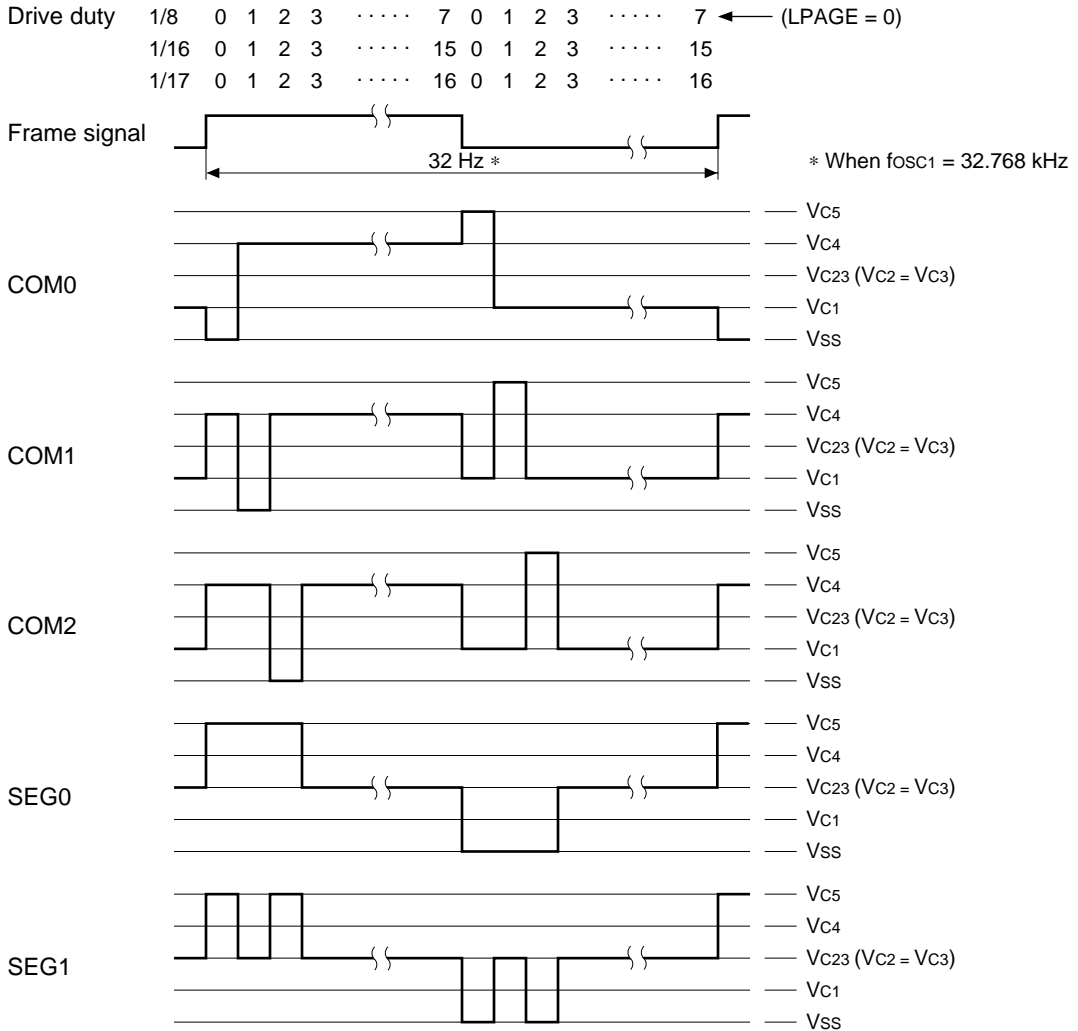 Drive duty 1/8 0 1 2 3 ····· 7 0 1 2 3 ····· 7 (LPAGE = 0)
1/16 0 1 2 3 ····· 15 0 1 2 3 ····· 15
1/17 0 1 2 3 ····· 16 0 1 2 3 ····· 16
Frame signal
32 Hz * * When fOSC1 = 32.768 kHz
VC5
VC4
VC23 (VC2 = VC3)
COM0
VC1
VSS
VC5
VC4
VC23 (VC2 = VC3)
COM1
VC1
VSS
VC5
VC4
VC23 (VC2 = VC3)
COM2
VC1
VSS
VC5
VC4
VC23 (VC2 = VC3)
SEG0
VC1
VSS
VC5
VC4
VC23 (VC2 = VC3)
SEG1
VC1
VSS